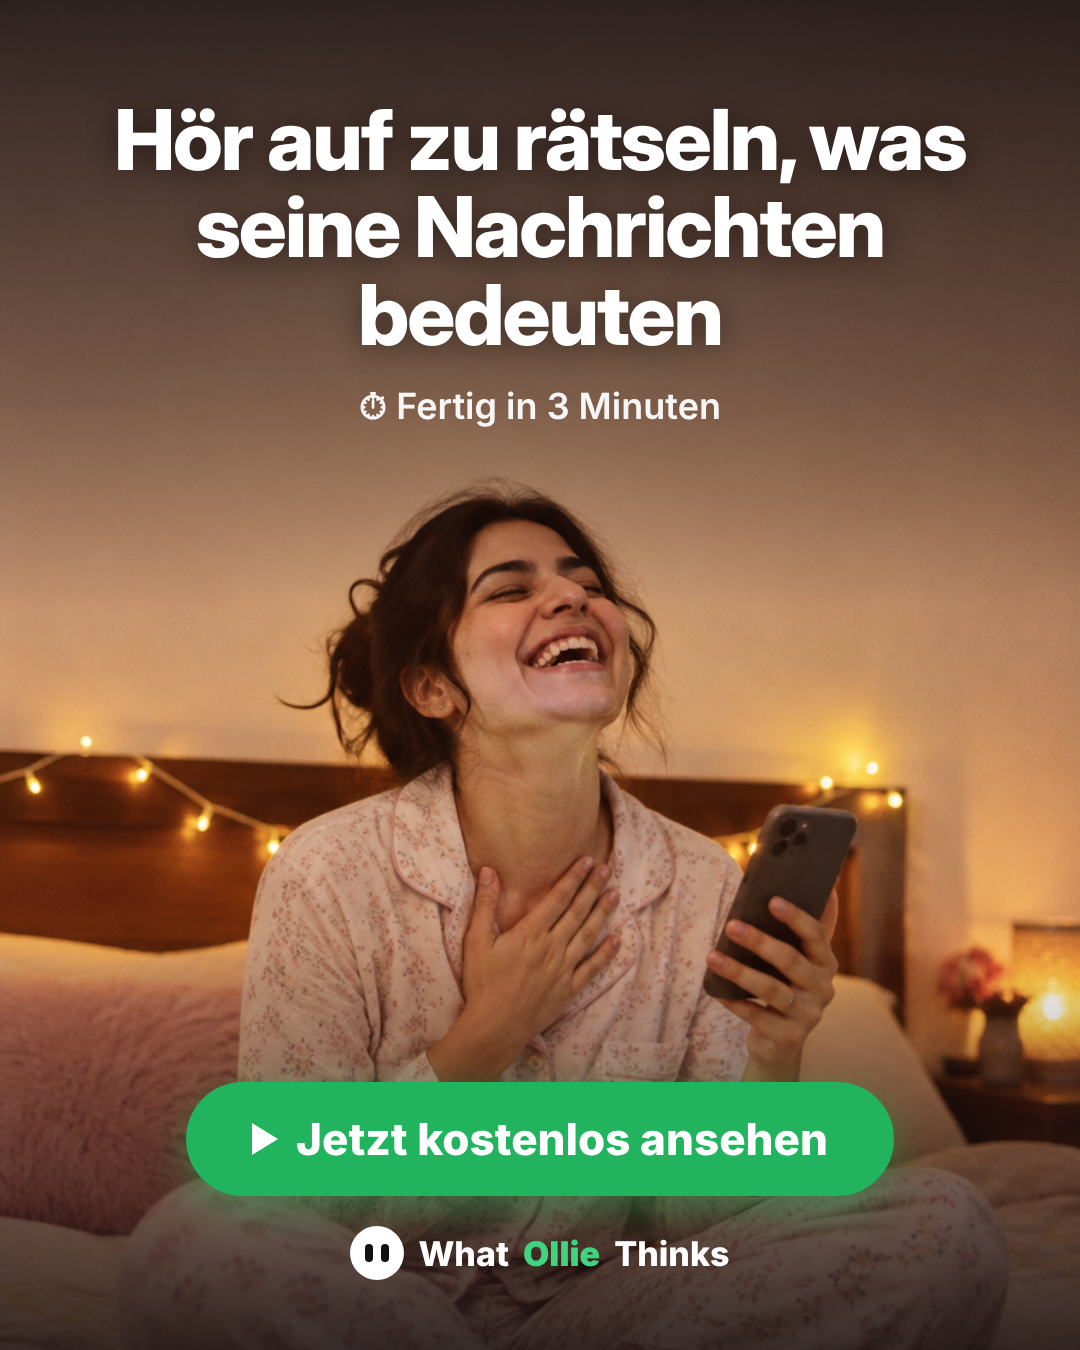 Hör auf zu rätseln, was
seine Nachrichten
bedeuten
⏱ Fertig in 3 Minuten
▶ Jetzt kostenlos ansehen
What Ollie Thinks